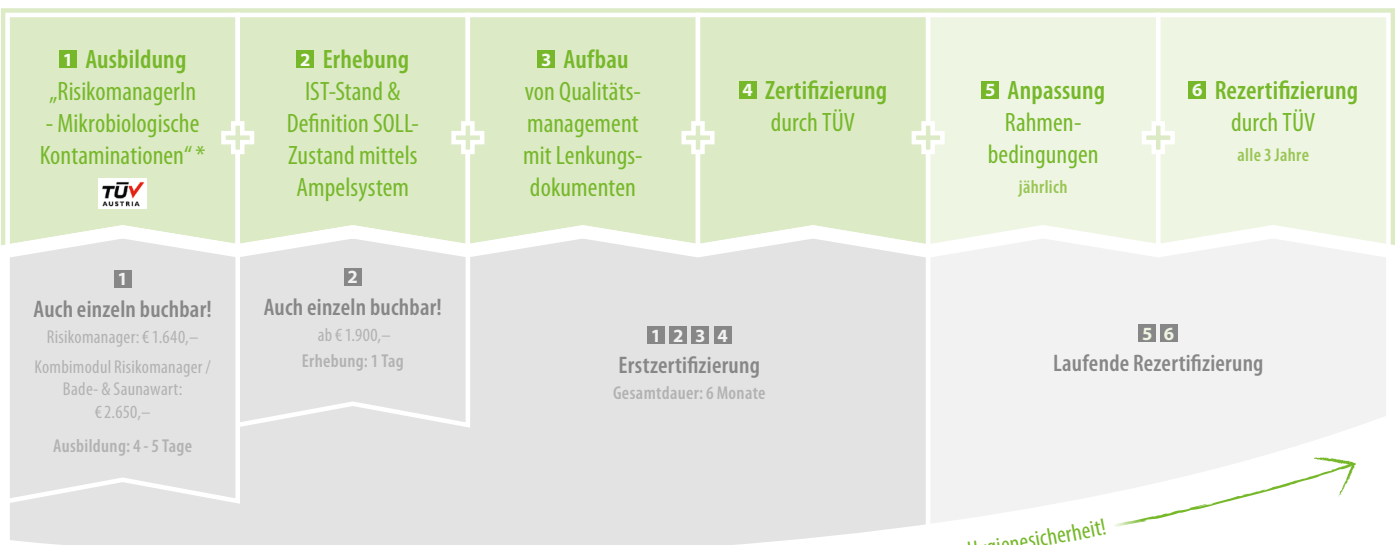 1 Ausbildung
„RisikomanagerIn
- Mikrobiologische
Kontaminationen“ *
TÜV
AUSTRIA
2 Erhebung
IST-Stand &
Definition SOLL-
Zustand mittels
Ampelsystem
3 Aufbau
von Qualitäts-
management
mit Lenkungs-
dokumenten
4 Zertifizierung
durch TÜV
5 Anpassung
Rahmen-
bedingungen
jährlich
6 Rezertifizierung
durch TÜV
alle 3 Jahre
1
Auch einzeln buchbar!
Risikomanager: € 1.640,–
Kombimodul Risikomanager /
Bade- & Saunawart:
€ 2.650,–
Ausbildung: 4 - 5 Tage
2
Auch einzeln buchbar!
ab € 1.900,–
Erhebung: 1 Tag
1 2 3 4
Erstzertifizierung
Gesamtdauer: 6 Monate
5 6
Laufende Rezertifizierung
Hygienesicherheit!